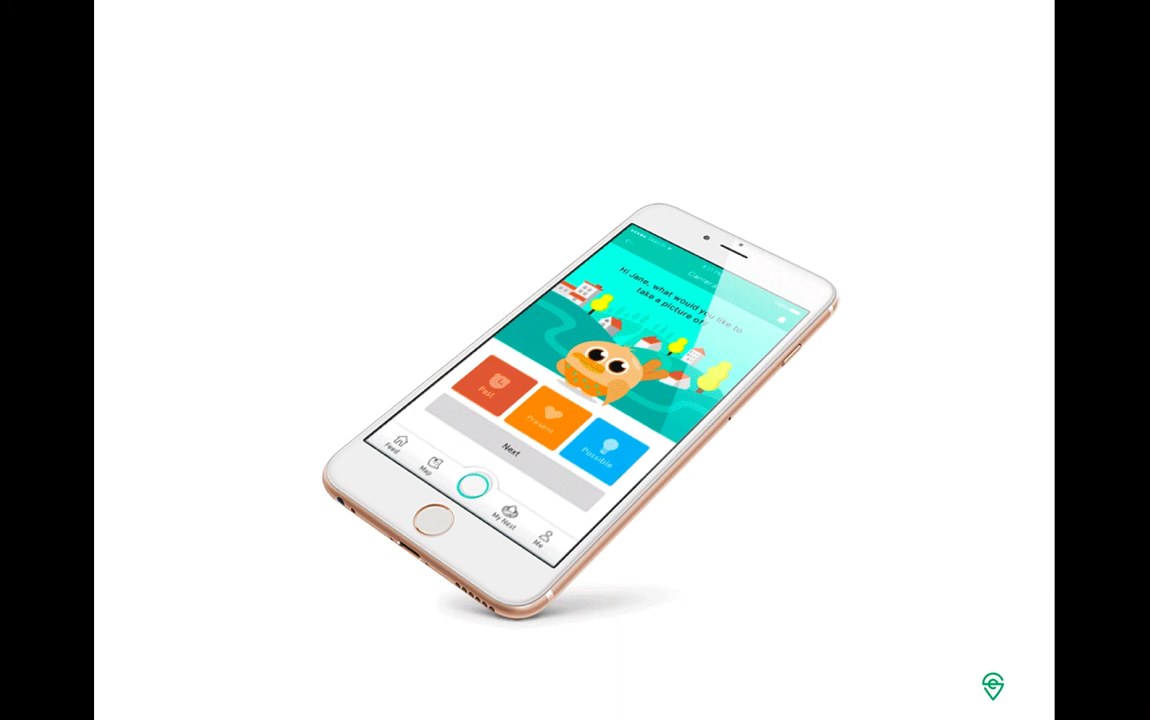 Camera
Hi Jane, what would you like to
take a picture of?
Past
Present
Possible
Next
Feed
Map
My Nest
Me